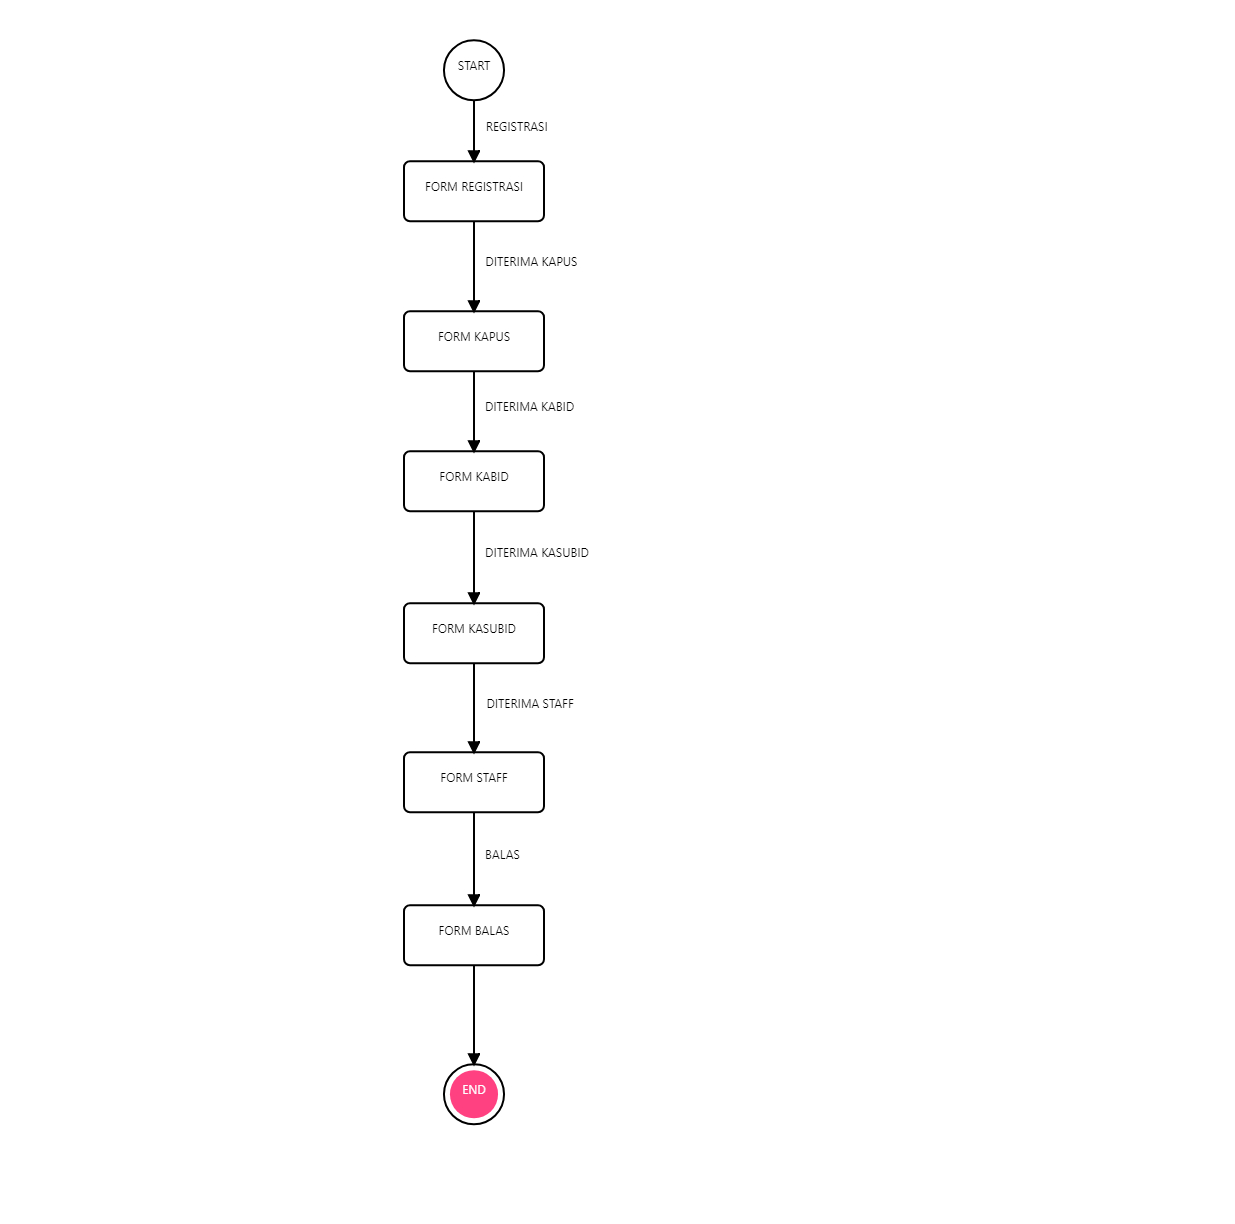 START
REGISTRASI
FORM REGISTRASI
DITERIMA KAPUS
FORM KAPUS
DITERIMA KABID
FORM KABID
DITERIMA KASUBID
FORM KASUBID
DITERIMA STAFF
FORM STAFF
BALAS
FORM BALAS
END